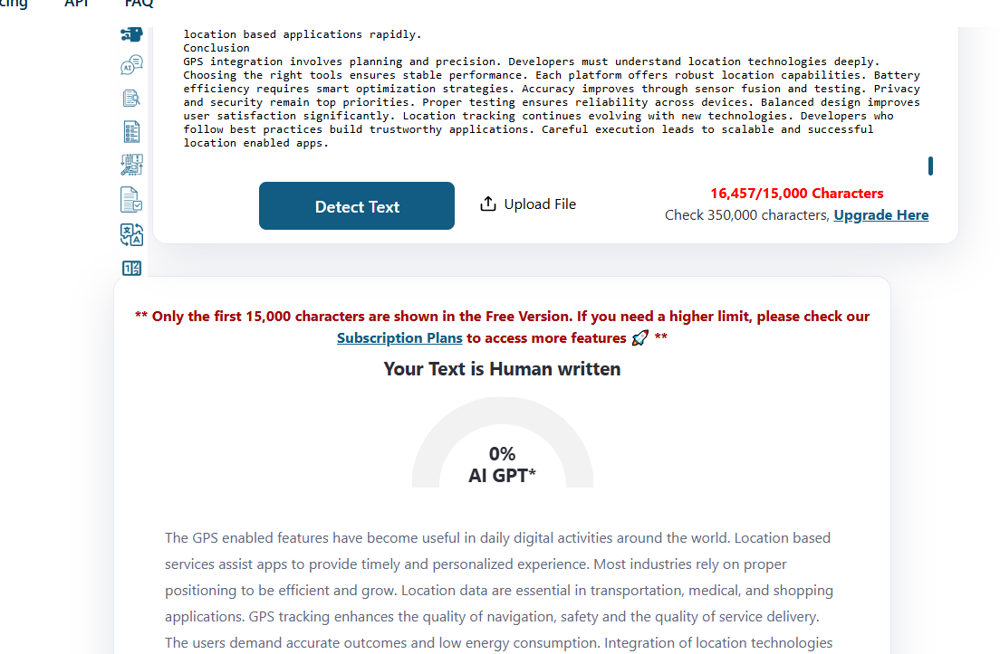 cing API FAQ
location based applications rapidly.
Conclusion
GPS integration involves planning and precision. Developers must understand location technologies deeply.
Choosing the right tools ensures stable performance. Each platform offers robust location capabilities. Battery
efficiency requires smart optimization strategies. Accuracy improves through sensor fusion and testing. Privacy
and security remain top priorities. Proper testing ensures reliability across devices. Balanced design improves
user satisfaction significantly. Location tracking continues evolving with new technologies. Developers who
follow best practices build trustworthy applications. Careful execution leads to scalable and successful
location enabled apps.
Detect Text
Upload File
16,457/15,000 Characters
Check 350,000 characters, Upgrade Here
** Only the first 15,000 characters are shown in the Free Version. If you need a higher limit, please check our
Subscription Plans to access more features 🚀 **
Your Text is Human written
0%
AI GPT*
The GPS enabled features have become useful in daily digital activities around the world. Location based
services assist apps to provide timely and personalized experience. Most industries rely on proper
positioning to be efficient and grow. Location data are essential in transportation, medical, and shopping
applications. GPS tracking enhances the quality of navigation, safety and the quality of service delivery.
The users demand accurate outcomes and low energy consumption. Integration of location technologies